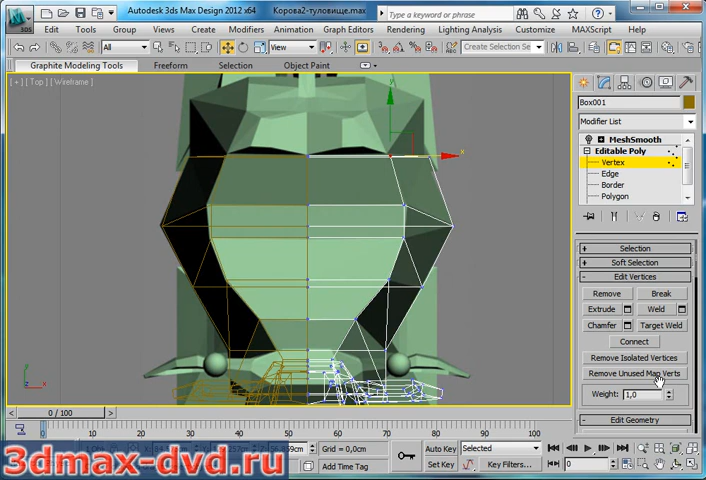 Autodesk 3ds Max Design 2012 x64
Корова2-туловище.max
Type a keyword or phrase
3DS
Edit Tools Group Views Create Modifiers Animation Graph Editors Rendering Lighting Analysis Customize MAXScript Help
All View Create Selection Se
Graphite Modeling Tools Freeform Selection Object Paint
[ + ] [ Top ] [ Wireframe ]
Box001
Modifier List
MeshSmooth
Editable Poly
Vertex
Edge
Border
Polygon
Selection
Soft Selection
Edit Vertices
Remove Break
Extrude Weld
Chamfer Target Weld
Connect
Remove Isolated Vertices
Remove Unused Map Verts
Weight: 1,0
Edit Geometry
y
x
0 / 100
0 10 20 30 40 50 60 70 80 90 100
Grid = 0,0cm
Auto Key Selected
Add Time Tag
Set Key Key Filters...
0
3dmax-dvd.ru